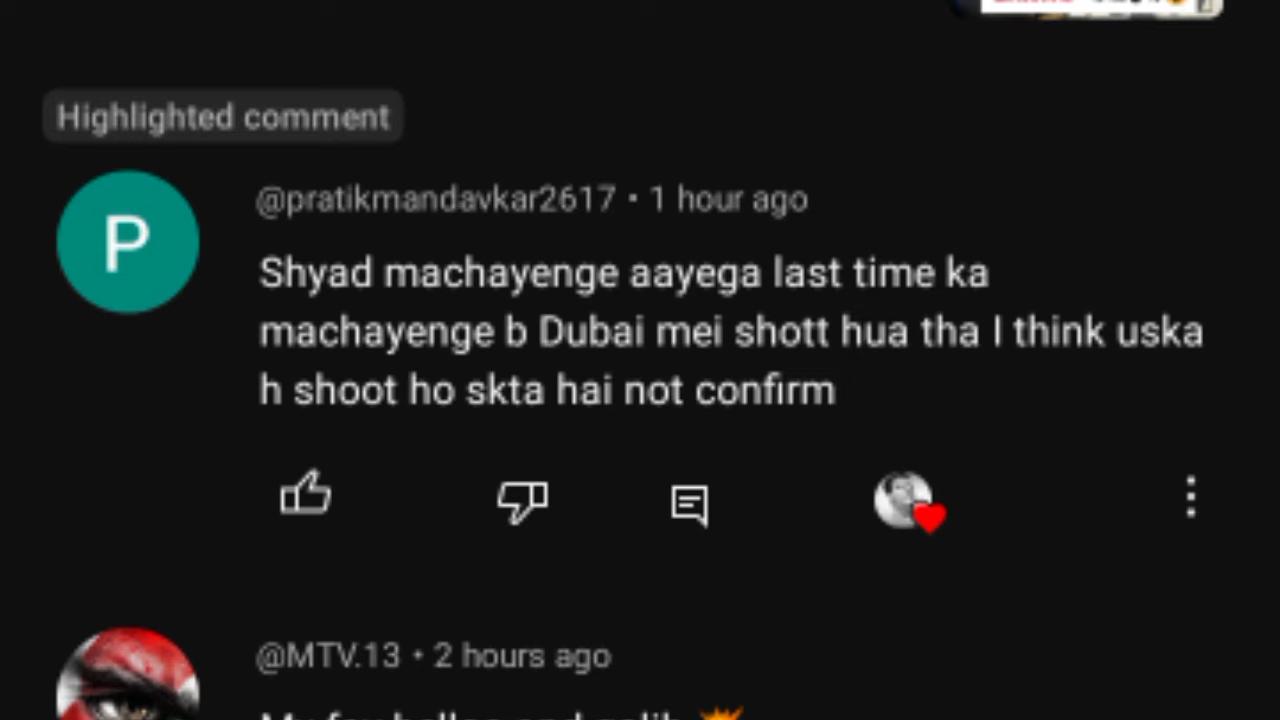 Highlighted comment
P
@pratikmandavkar2617 • 1 hour ago
Shyad machayenge aayega last time ka
machayenge b Dubai mei shott hua tha I think uska
h shoot ho skta hai not confirm
@MTV.13 • 2 hours ago